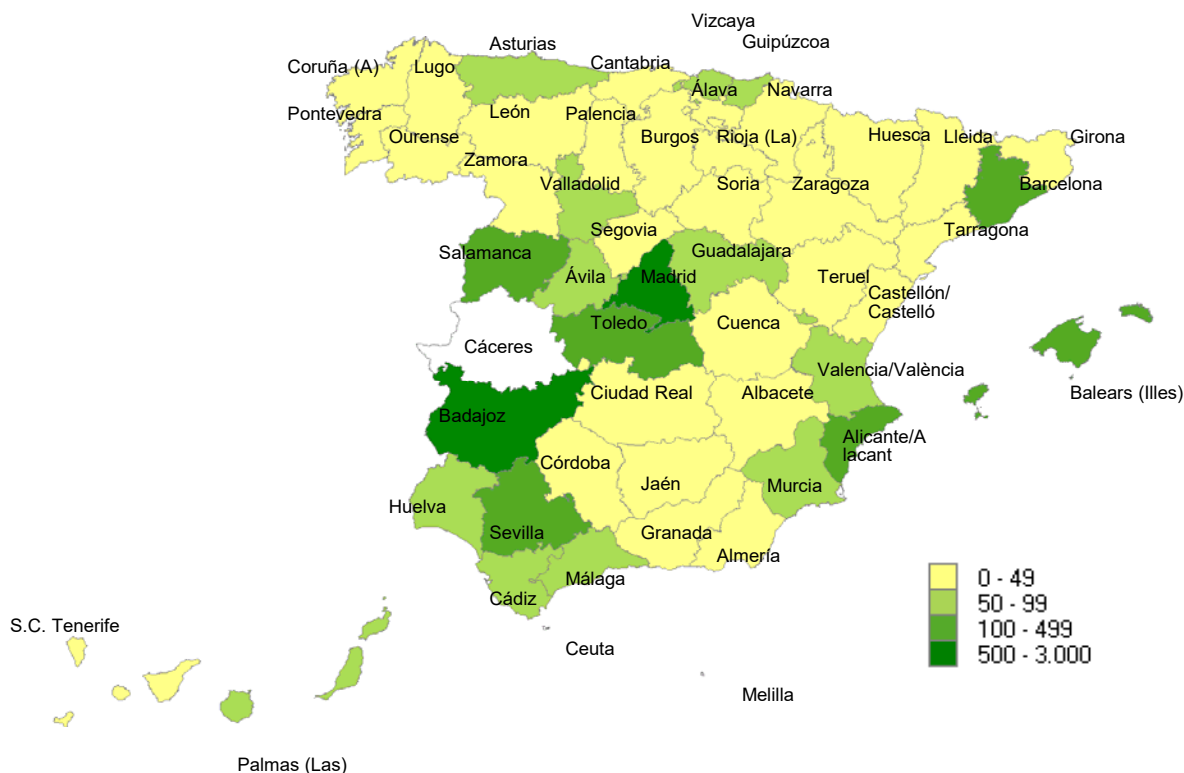 Vizcaya
Guipúzcoa
Asturias
Cantabria
Coruña (A)
Lugo
Álava
Navarra
Pontevedra
León
Palencia
Ourense
Burgos
Rioja (La)
Huesca
Lleida
Girona
Zamora
Valladolid
Soria
Zaragoza
Barcelona
Segovia
Tarragona
Salamanca
Guadalajara
Ávila
Madrid
Teruel
Castellón/
Castelló
Toledo
Cuenca
Cáceres
Valencia/València
Ciudad Real
Albacete
Balears (Illes)
Badajoz
Alicante/A
lacant
Córdoba
Jaén
Murcia
Huelva
Sevilla
Granada
Almería
Málaga
Cádiz
0 - 49
50 - 99
100 - 499
500 - 3.000
S.C. Tenerife
Ceuta
Melilla
Palmas (Las)